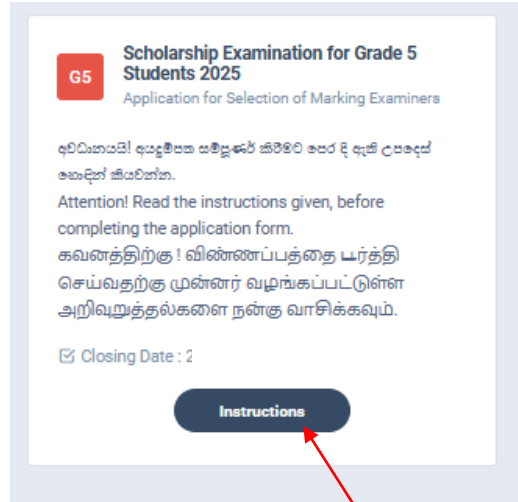 G5
Scholarship Examination for Grade 5
Students 2025
Application for Selection of Marking Examiners
අවධානයයි! අයදුම්පත සම්පූණර් කිරීමට පෙර දි ඇති උපදෙස්
හොඳින් කියවන්න.
Attention! Read the instructions given, before
completing the application form.
கவனத்திற்கு ! விண்ணப்பத்தை பூர்த்தி
செய்வதற்கு முன்னர் வழங்கப்பட்டுள்ள
அறிவுறுத்தல்களை நன்கு வாசிக்கவும்.
Closing Date : 2
Instructions